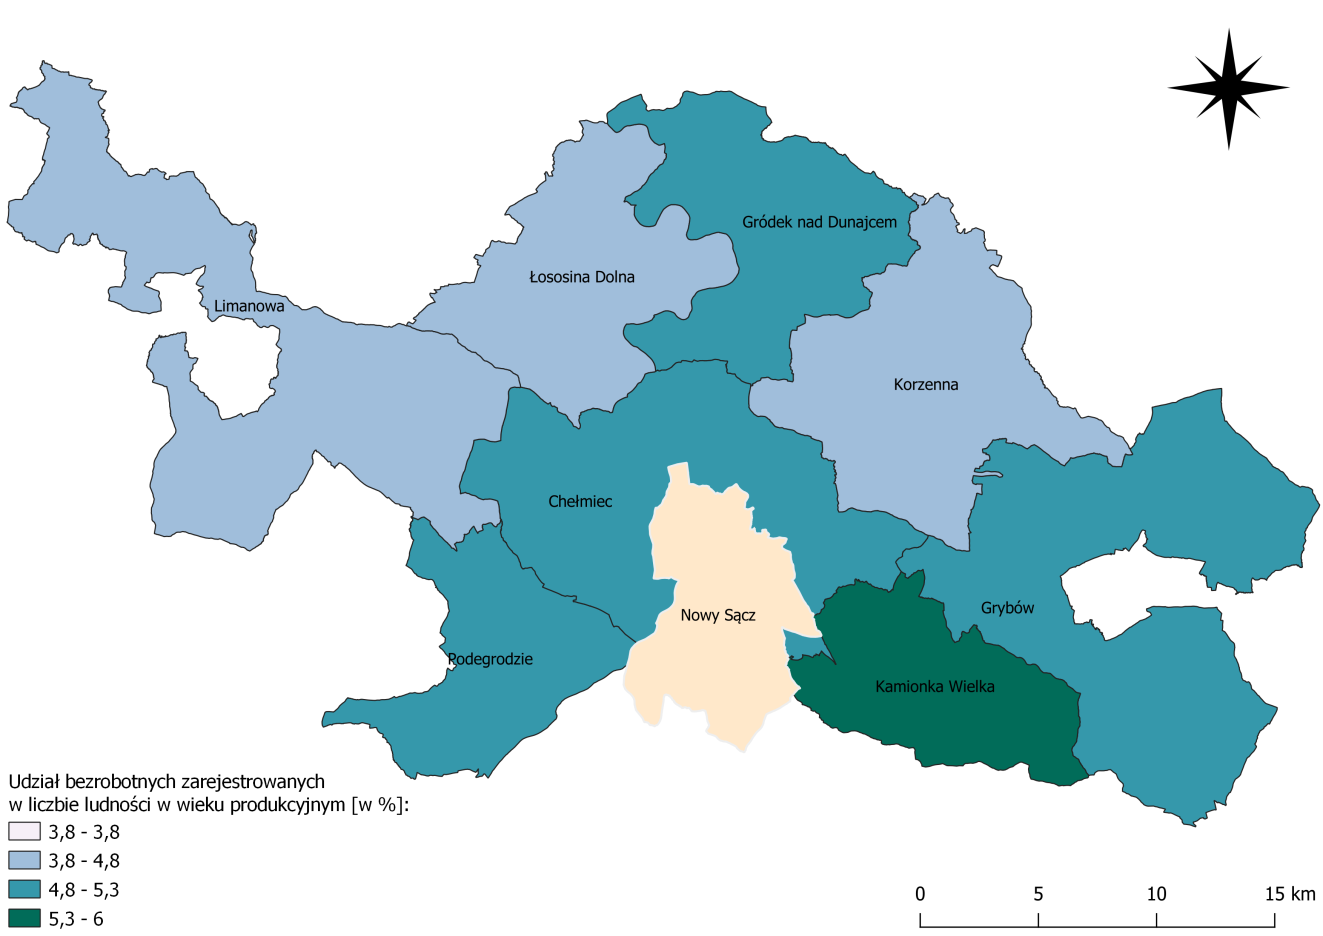 Gródek nad Dunajcem
Łososina Dolna
Limanowa
Korzenna
Chełmiec
Grybów
Nowy Sącz
Podegrodzie
Kamionka Wielka
Udział bezrobotnych zarejestrowanych
w liczbie ludności w wieku produkcyjnym [w %]:
3,8 - 3,8
3,8 - 4,8
4,8 - 5,3
5,3 - 6
0 5 10 15 km